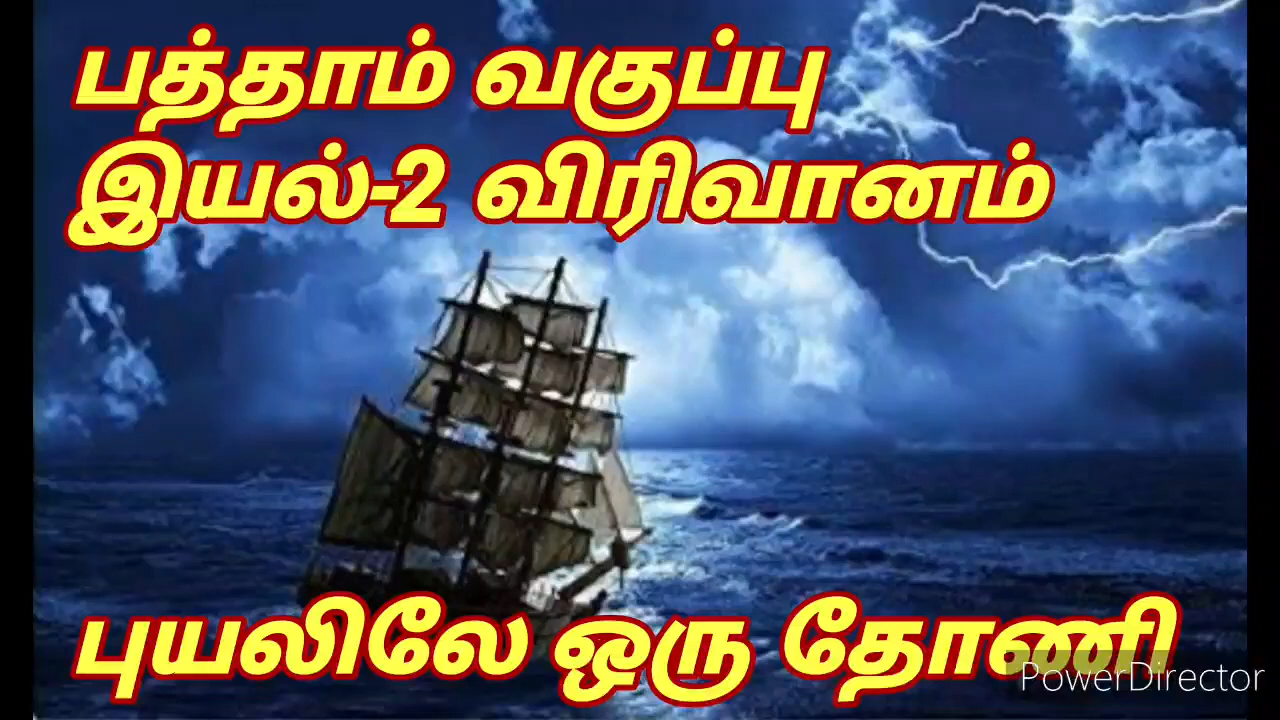 பத்தாம் வகுப்பு
இயல்-2 விரிவானம்
புயலிலே ஒரு தோணி
PowerDirector